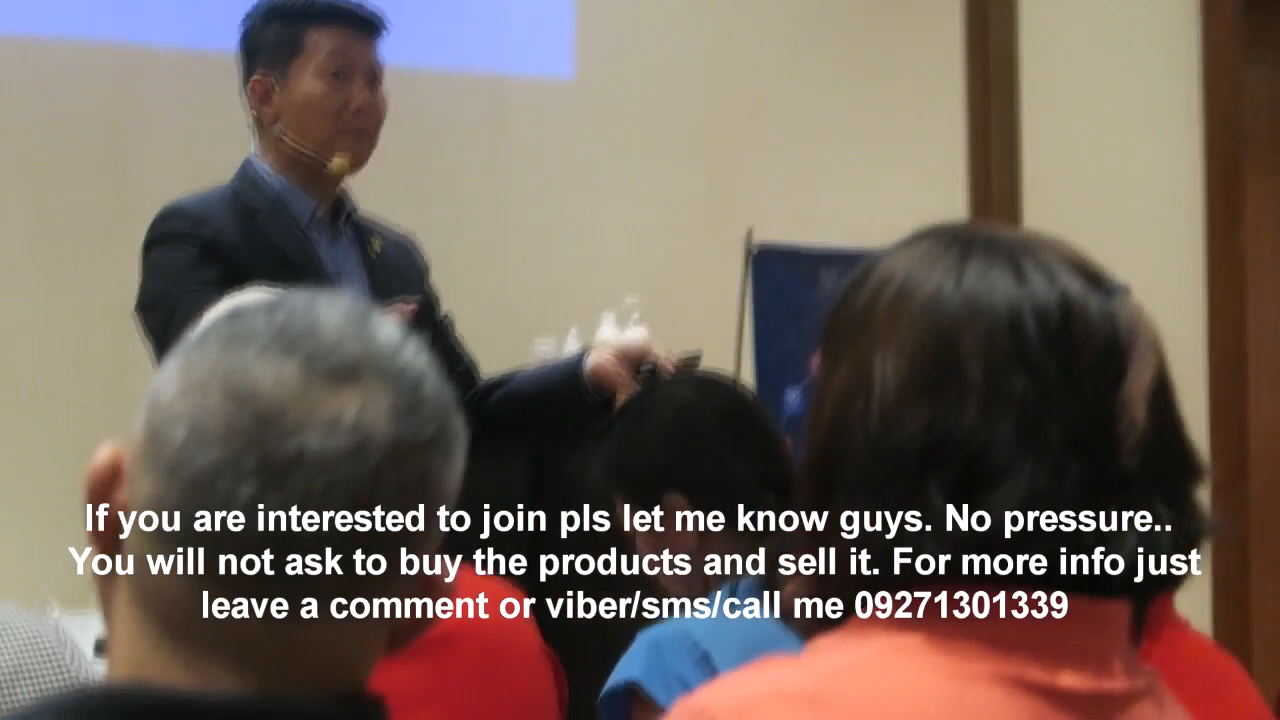 If you are interested to join pls let me know guys. No pressure..
You will not ask to buy the products and sell it. For more info just
leave a comment or viber/sms/call me 09271301339